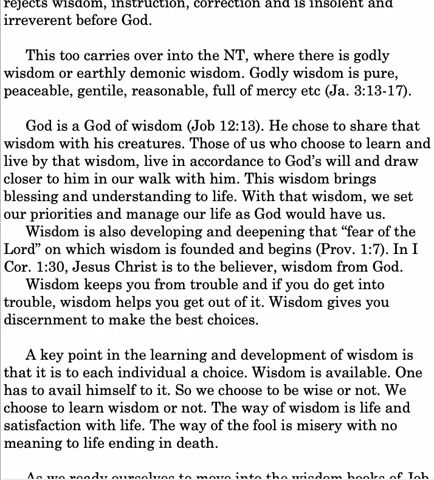 rejects wisdom, instruction, correction and is insolent and
irreverent before God.
This too carries over into the NT, where there is godly
wisdom or earthly demonic wisdom. Godly wisdom is pure,
peaceable, gentile, reasonable, full of mercy etc (Ja. 3:13-17).
God is a God of wisdom (Job 12:13). He chose to share that
wisdom with his creatures. Those of us who choose to learn and
live by that wisdom, live in accordance to God's will and draw
closer to him in our walk with him. This wisdom brings
blessing and understanding to life. With that wisdom, we set
our priorities and manage our life as God would have us.
Wisdom is also developing and deepening that “fear of the
Lord” on which wisdom is founded and begins (Prov. 1:7). In I
Cor. 1:30, Jesus Christ is to the believer, wisdom from God.
Wisdom keeps you from trouble and if you do get into
trouble, wisdom helps you get out of it. Wisdom gives you
discernment to make the best choices.
A key point in the learning and development of wisdom is
that it is to each individual a choice. Wisdom is available. One
has to avail himself to it. So we choose to be wise or not. We
choose to learn wisdom or not. The way of wisdom is life and
satisfaction with life. The way of the fool is misery with no
meaning to life ending in death.
As we ready ourselves to move into the wisdom books of Job